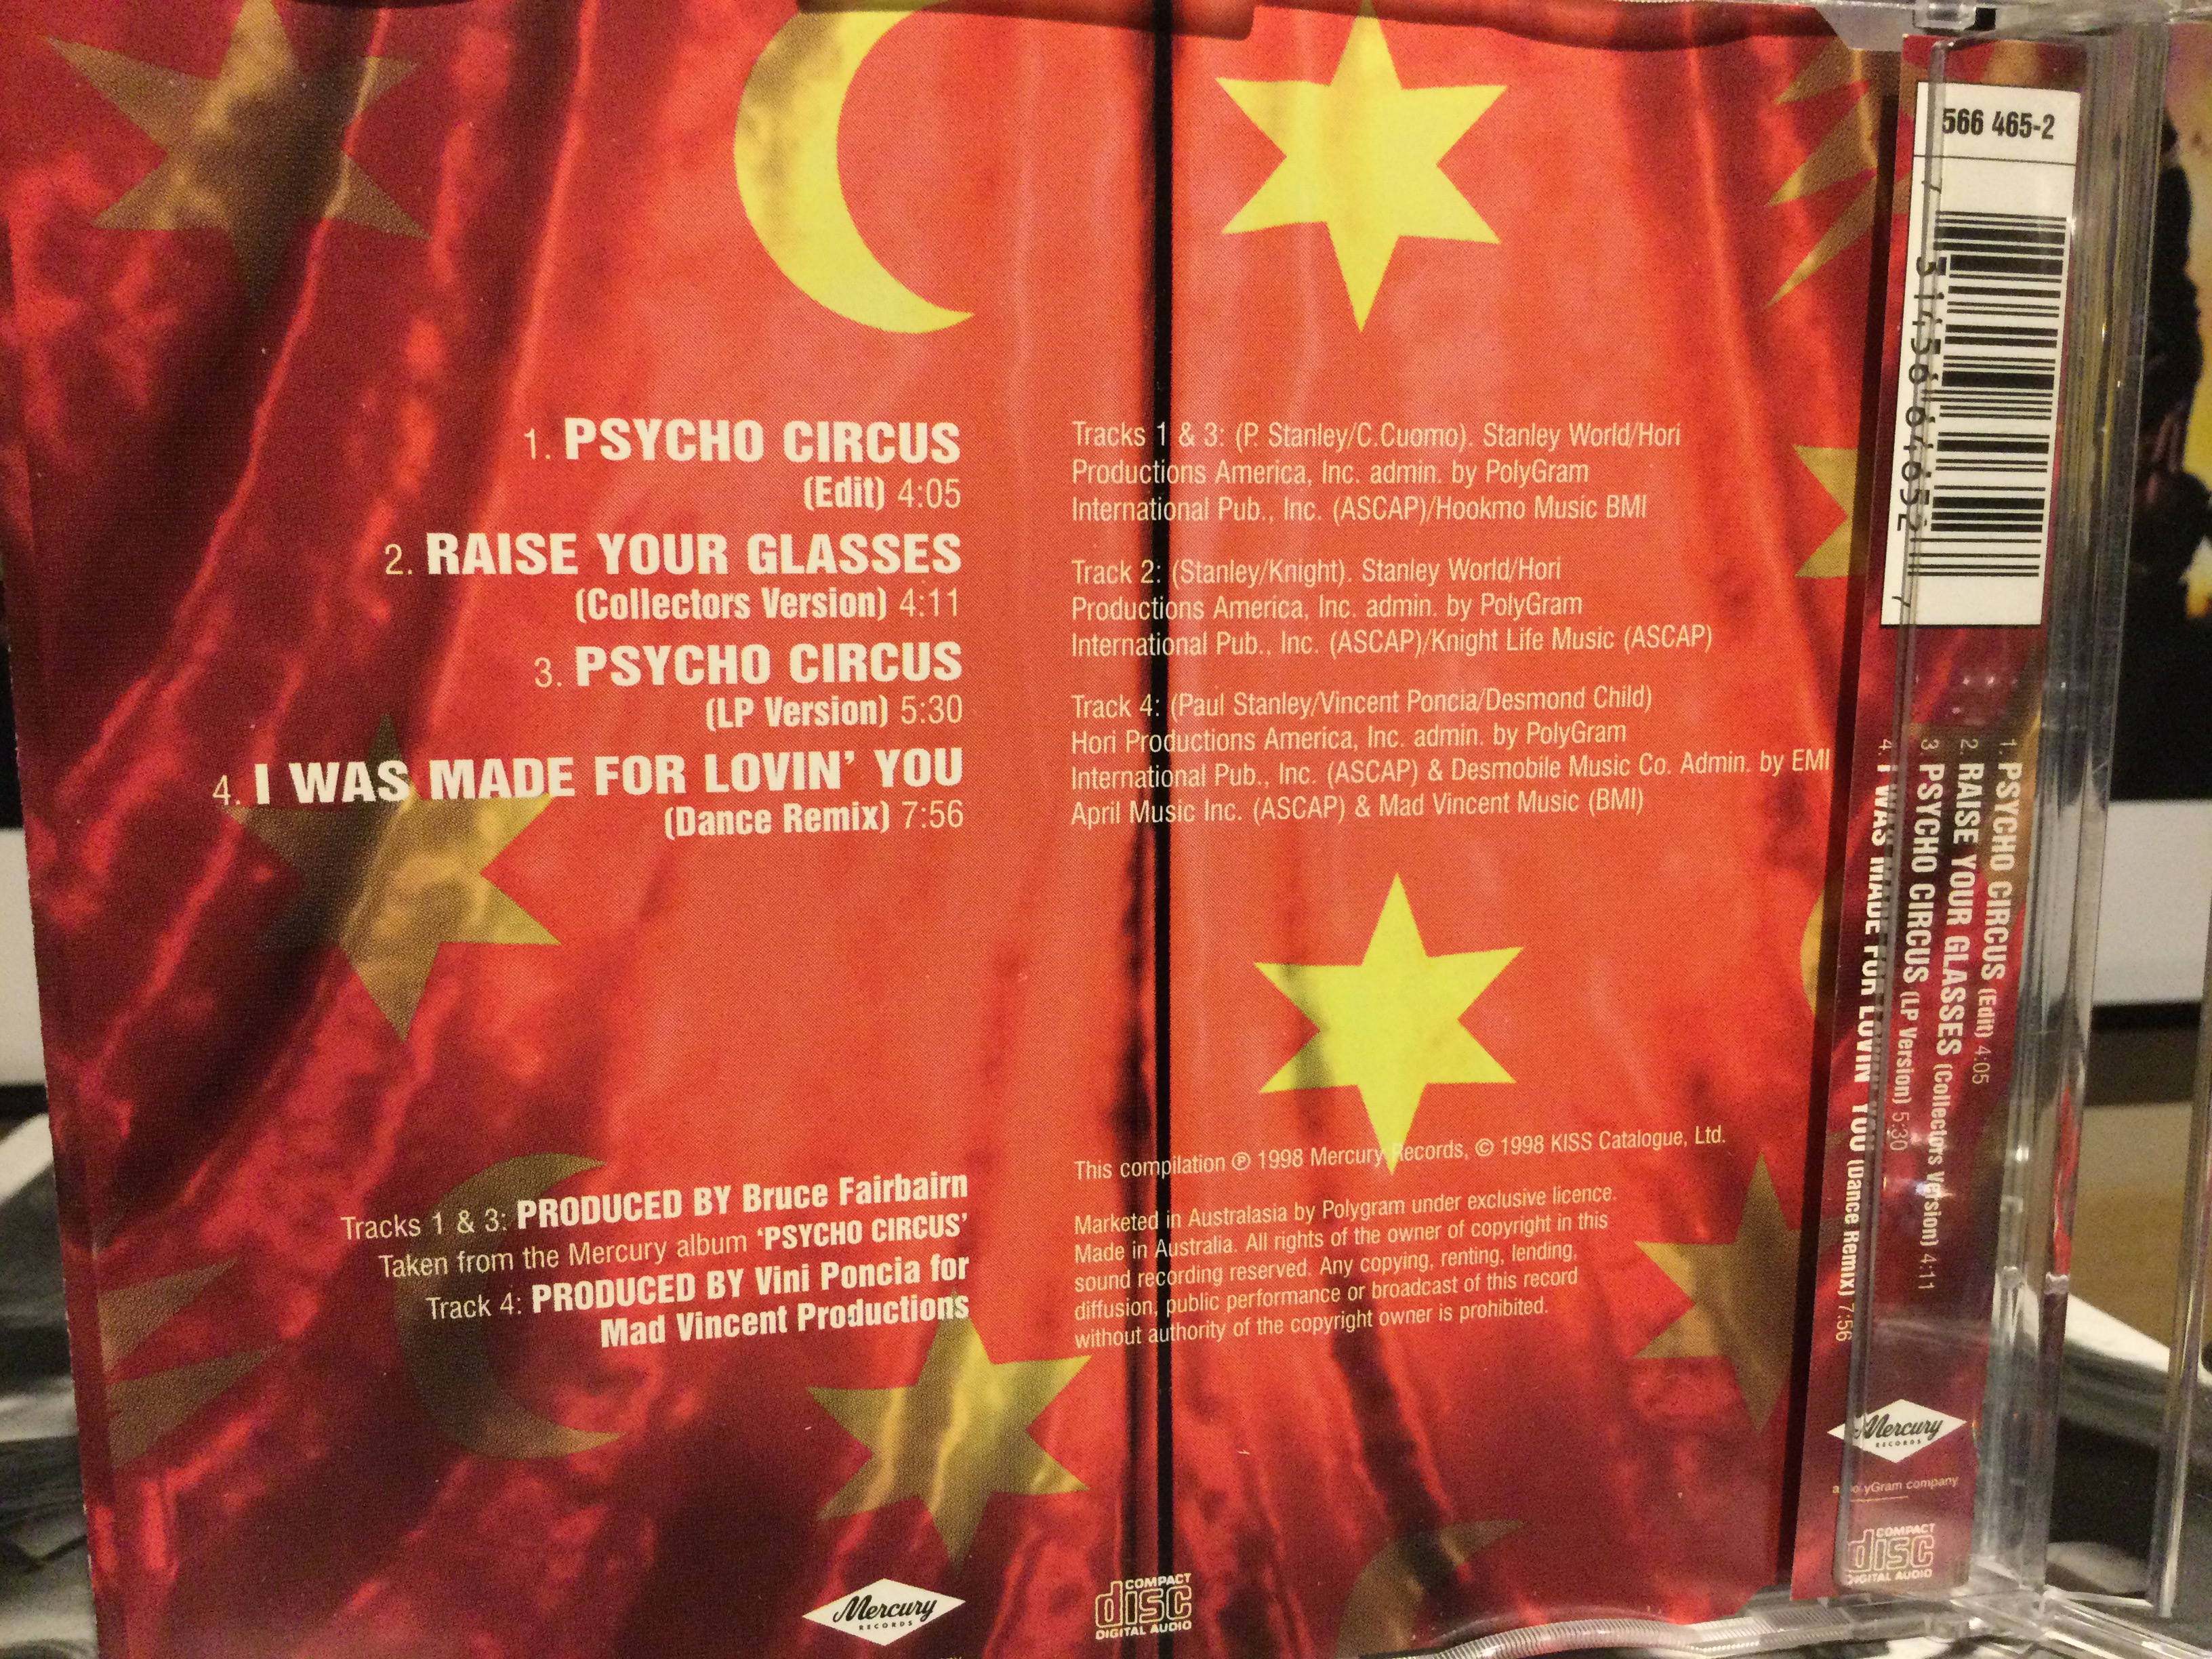 1. PSYCHO CIRCUS
(Edit) 4:05
2. RAISE YOUR GLASSES
(Collectors Version) 4:11
3. PSYCHO CIRCUS
(LP Version) 5:30
4. I WAS MADE FOR LOVIN' YOU
(Dance Remix) 7:56
Tracks 1 & 3: (P. Stanley/C.Cuomo). Stanley World/Hori
Productions America, Inc. admin. by PolyGram
International Pub., Inc. (ASCAP)/Hookmo Music BMI
Track 2: (Stanley/Knight). Stanley World/Hori
Productions America, Inc. admin. by PolyGram
International Pub., Inc. (ASCAP)/Knight Life Music (ASCAP)
Track 4: (Paul Stanley/Vincent Poncia/Desmond Child)
Hori Productions America, Inc. admin. by PolyGram
International Pub., Inc. (ASCAP) & Desmobile Music Co. Admin. by EMI
April Music Inc. (ASCAP) & Mad Vincent Music (BMI)
Tracks 1 & 3: PRODUCED BY Bruce Fairbairn
Taken from the Mercury album 'PSYCHO CIRCUS'
Track 4: PRODUCED BY Vini Poncia for
Mad Vincent Productions
This compilation ℗ 1998 Mercury Records, © 1998 KISS Catalogue, Ltd.
Marketed in Australasia by Polygram under exclusive licence.
Made in Australia. All rights of the owner of copyright in this
sound recording reserved. Any copying, renting, lending,
diffusion, public performance or broadcast of this record
without authority of the copyright owner is prohibited.
Mercury
RECORDS
COMPACT
disc
DIGITAL AUDIO
566 465-2
7 31456 64652 7
1. PSYCHO CIRCUS (Edit) 4:05
2 RAISE YOUR GLASSES (Collectors Version) 4:11
3 PSYCHO CIRCUS (LP Version) 5:30
4. I WAS MADE FOR LOVIN' YOU (Dance Remix) 7:56
Mercury
RECORDS
a PolyGram company
COMPACT
disc
DIGITAL AUDIO